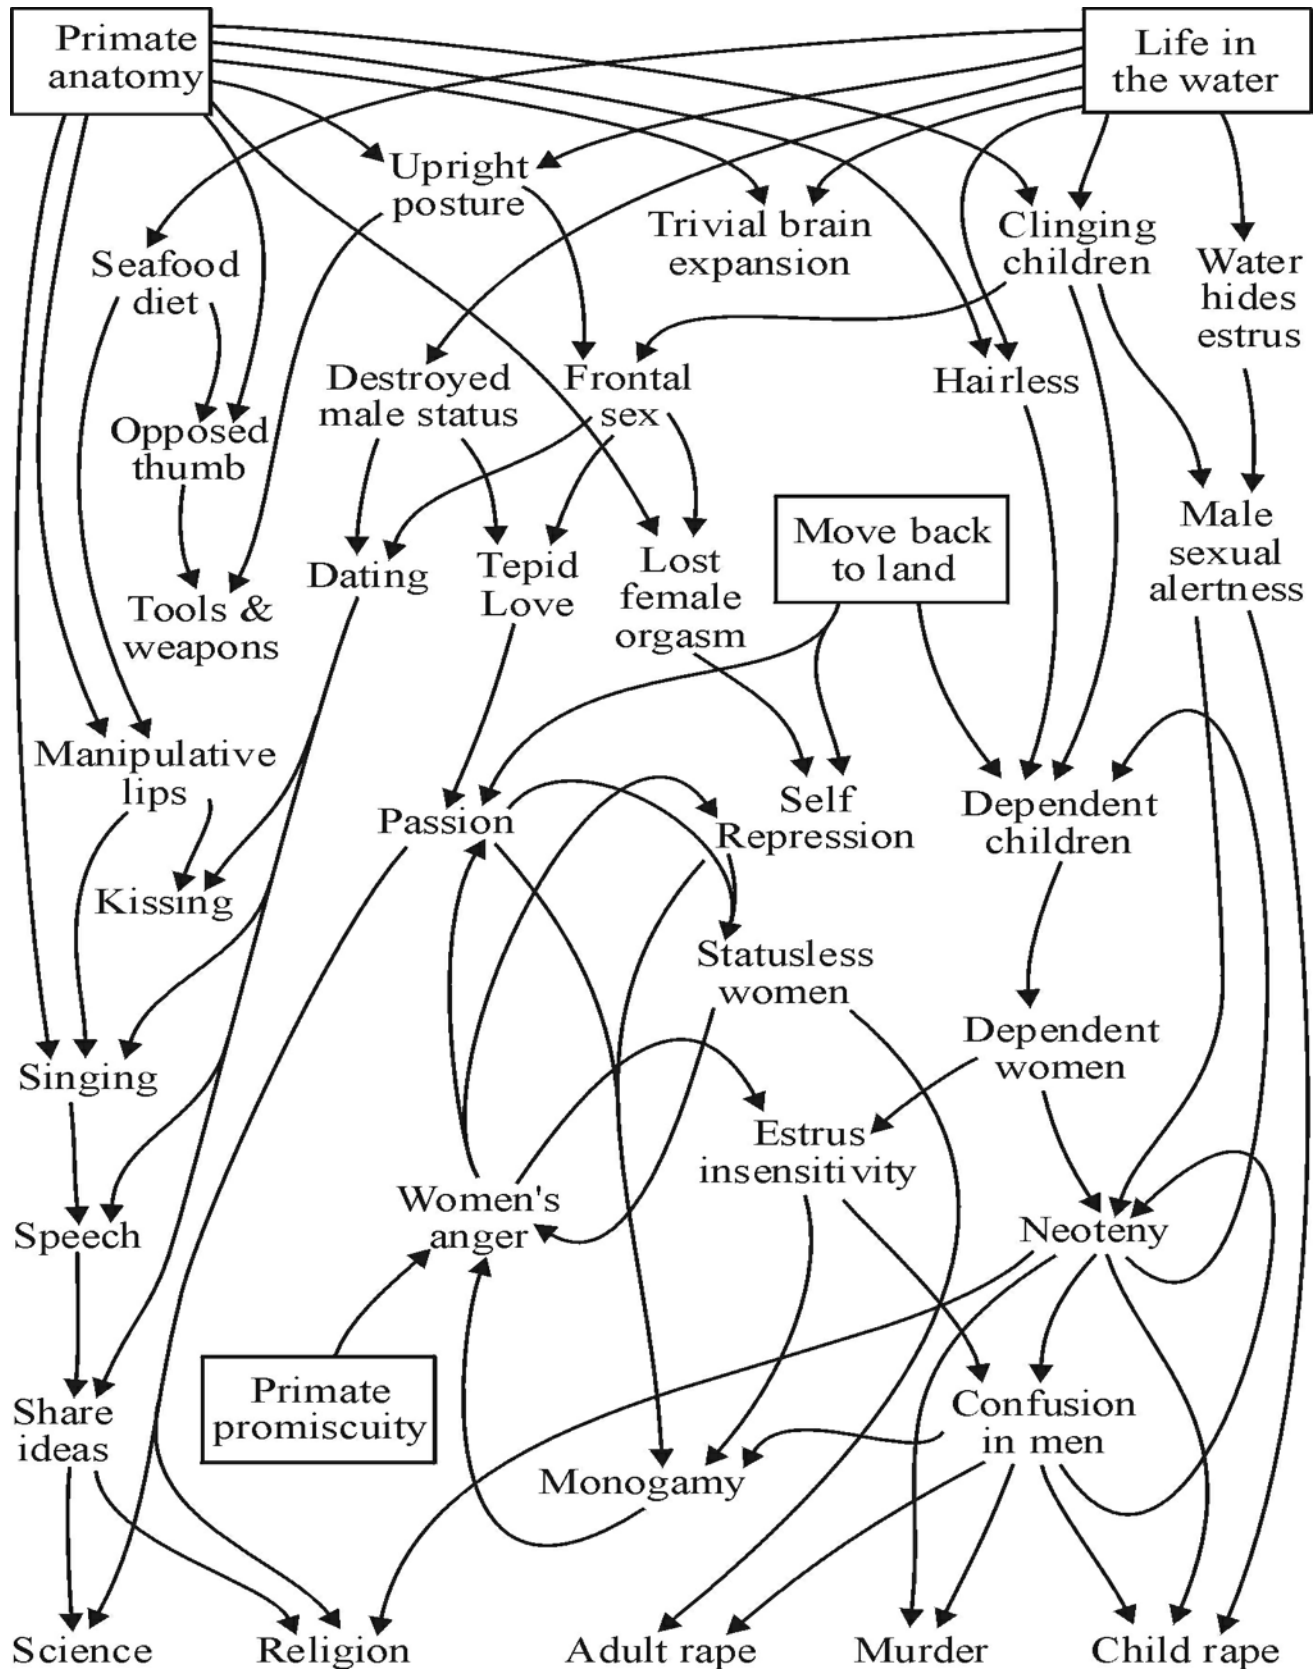 Primate
anatomy
Life in
the water
Upright
posture
Trivial brain
expansion
Clinging
children
Seafood
diet
Water
hides
estrus
Destroyed
male status
Frontal
sex
Hairless
Opposed
thumb
Male
sexual
alertness
Move back
to land
Dating
Tepid
Love
Lost
female
orgasm
Tools &
weapons
Manipulative
lips
Passion
Self
Repression
Dependent
children
Kissing
Statusless
women
Dependent
women
Singing
Estrus
insensitivity
Women's
anger
Speech
Neoteny
Primate
promiscuity
Share
ideas
Confusion
in men
Monogamy
Science
Religion
Adult rape
Murder
Child rape